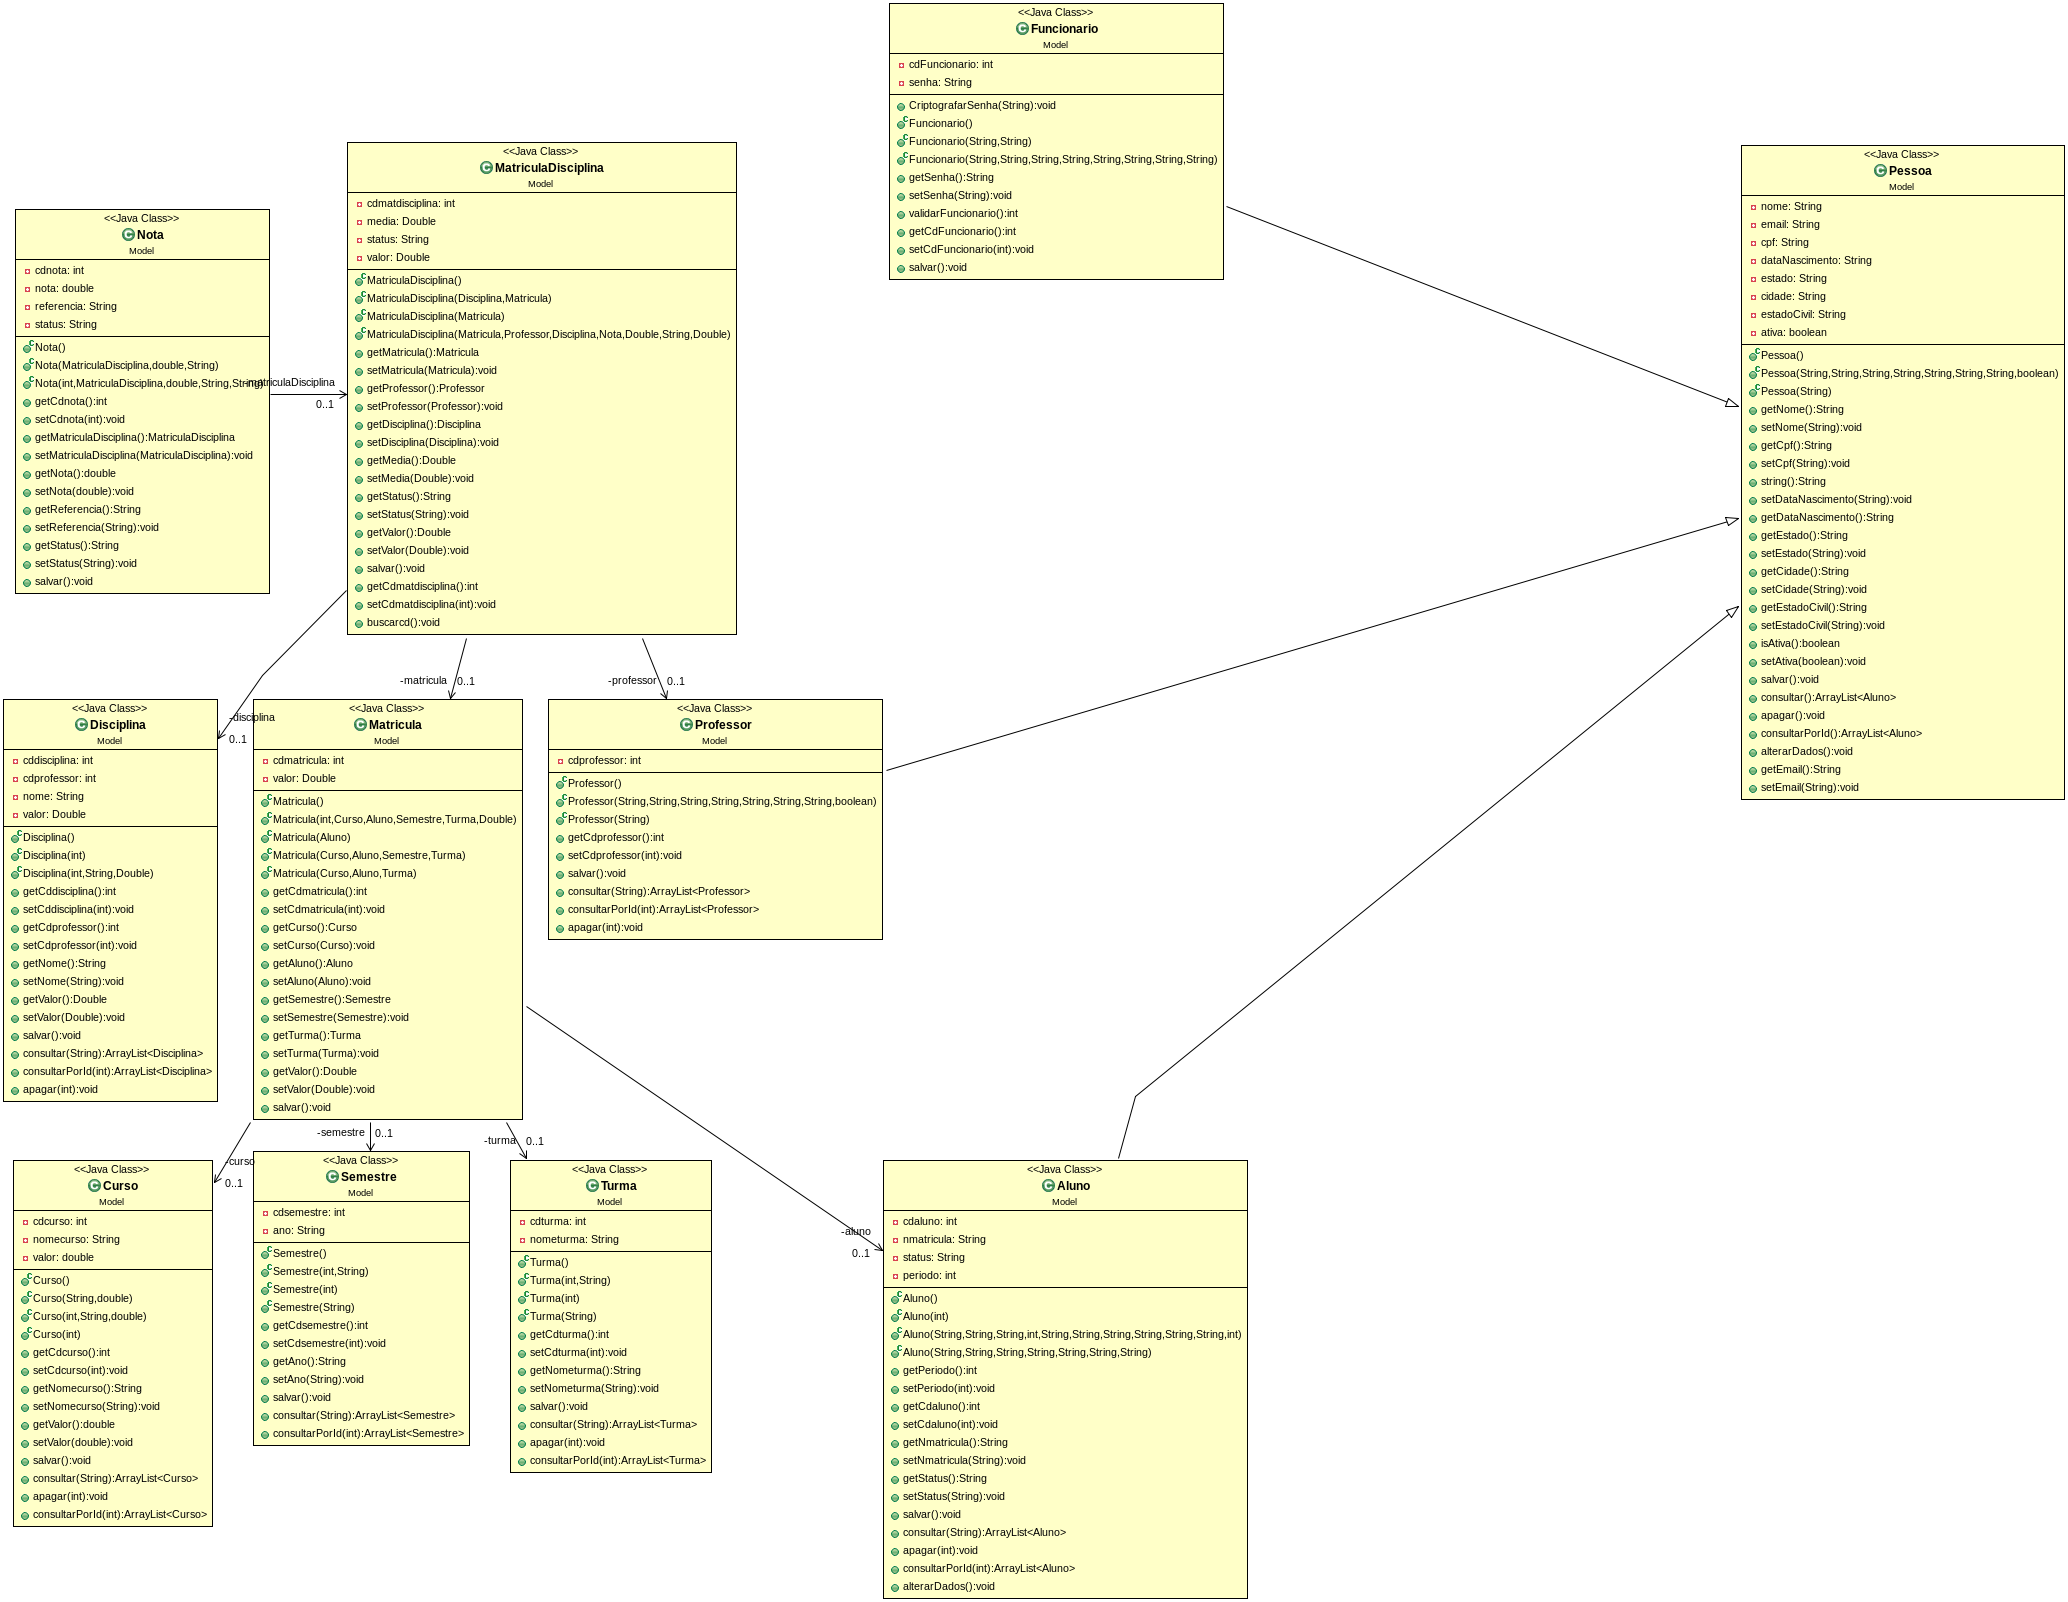 <<Java Class>>
Funcionario
Model
cdFuncionario: int
senha: String
CriptografarSenha(String):void
Funcionario()
Funcionario(String,String)
Funcionario(String,String,String,String,String,String,String,String)
getSenha():String
setSenha(String):void
validarFuncionario():int
getCdFuncionario():int
setCdFuncionario(int):void
salvar():void
<<Java Class>>
MatriculaDisciplina
Model
cdmatdisciplina: int
media: Double
status: String
valor: Double
MatriculaDisciplina()
MatriculaDisciplina(Disciplina,Matricula)
MatriculaDisciplina(Matricula)
MatriculaDisciplina(Matricula,Professor,Disciplina,Nota,Double,String,Double)
getMatricula():Matricula
setMatricula(Matricula):void
getProfessor():Professor
setProfessor(Professor):void
getDisciplina():Disciplina
setDisciplina(Disciplina):void
getMedia():Double
setMedia(Double):void
getStatus():String
setStatus(String):void
getValor():Double
setValor(Double):void
salvar():void
getCdmatdisciplina():int
setCdmatdisciplina(int):void
buscarcd():void
<<Java Class>>
Pessoa
Model
nome: String
email: String
cpf: String
dataNascimento: String
estado: String
cidade: String
estadoCivil: String
ativa: boolean
Pessoa()
Pessoa(String,String,String,String,String,String,String,boolean)
Pessoa(String)
getNome():String
setNome(String):void
getCpf():String
setCpf(String):void
string():String
setDataNascimento(String):void
getDataNascimento():String
getEstado():String
setEstado(String):void
getCidade():String
setCidade(String):void
getEstadoCivil():String
setEstadoCivil(String):void
isAtiva():boolean
setAtiva(boolean):void
salvar():void
consultar():ArrayList<Aluno>
apagar():void
consultarPorId():ArrayList<Aluno>
alterarDados():void
getEmail():String
setEmail(String):void
<<Java Class>>
Nota
Model
cdnota: int
nota: double
referencia: String
status: String
Nota()
Nota(MatriculaDisciplina,double,String)
Nota(int,MatriculaDisciplina,double,String,String)
getCdnota():int
setCdnota(int):void
getMatriculaDisciplina():MatriculaDisciplina
setMatriculaDisciplina(MatriculaDisciplina):void
getNota():double
setNota(double):void
getReferencia():String
setReferencia(String):void
getStatus():String
setStatus(String):void
salvar():void
-matriculaDisciplina
0..1
-disciplina
0..1
-matricula
0..1
-professor
0..1
<<Java Class>>
Disciplina
Model
cddisciplina: int
cdprofessor: int
nome: String
valor: Double
Disciplina()
Disciplina(int)
Disciplina(int,String,Double)
getCddisciplina():int
setCddisciplina(int):void
getCdprofessor():int
setCdprofessor(int):void
getNome():String
setNome(String):void
getValor():Double
setValor(Double):void
salvar():void
consultar(String):ArrayList<Disciplina>
consultarPorId(int):ArrayList<Disciplina>
apagar(int):void
<<Java Class>>
Matricula
Model
cdmatricula: int
valor: Double
Matricula()
Matricula(int,Curso,Aluno,Semestre,Turma,Double)
Matricula(Aluno)
Matricula(Curso,Aluno,Semestre,Turma)
Matricula(Curso,Aluno,Turma)
getCdmatricula():int
setCdmatricula(int):void
getCurso():Curso
setCurso(Curso):void
getAluno():Aluno
setAluno(Aluno):void
getSemestre():Semestre
setSemestre(Semestre):void
getTurma():Turma
setTurma(Turma):void
getValor():Double
setValor(Double):void
salvar():void
<<Java Class>>
Professor
Model
cdprofessor: int
Professor()
Professor(String,String,String,String,String,String,String,boolean)
Professor(String)
getCdprofessor():int
setCdprofessor(int):void
salvar():void
consultar(String):ArrayList<Professor>
consultarPorId(int):ArrayList<Professor>
apagar(int):void
-curso
0..1
-semestre
0..1
-turma
0..1
-aluno
0..1
<<Java Class>>
Curso
Model
cdcurso: int
nomecurso: String
valor: double
Curso()
Curso(String,double)
Curso(int,String,double)
Curso(int)
getCdcurso():int
setCdcurso(int):void
getNomecurso():String
setNomecurso(String):void
getValor():double
setValor(double):void
salvar():void
consultar(String):ArrayList<Curso>
apagar(int):void
consultarPorId(int):ArrayList<Curso>
<<Java Class>>
Semestre
Model
cdsemestre: int
ano: String
Semestre()
Semestre(int,String)
Semestre(int)
Semestre(String)
getCdsemestre():int
setCdsemestre(int):void
getAno():String
setAno(String):void
salvar():void
consultar(String):ArrayList<Semestre>
consultarPorId(int):ArrayList<Semestre>
<<Java Class>>
Turma
Model
cdturma: int
nometurma: String
Turma()
Turma(int,String)
Turma(int)
Turma(String)
getCdturma():int
setCdturma(int):void
getNometurma():String
setNometurma(String):void
salvar():void
consultar(String):ArrayList<Turma>
apagar(int):void
consultarPorId(int):ArrayList<Turma>
<<Java Class>>
Aluno
Model
cdaluno: int
nmatricula: String
status: String
periodo: int
Aluno()
Aluno(int)
Aluno(String,String,String,int,String,String,String,String,String,String,int)
Aluno(String,String,String,String,String,String,String)
getPeriodo():int
setPeriodo(int):void
getCdaluno():int
setCdaluno(int):void
getNmatricula():String
setNmatricula(String):void
getStatus():String
setStatus(String):void
salvar():void
consultar(String):ArrayList<Aluno>
apagar(int):void
consultarPorId(int):ArrayList<Aluno>
alterarDados():void